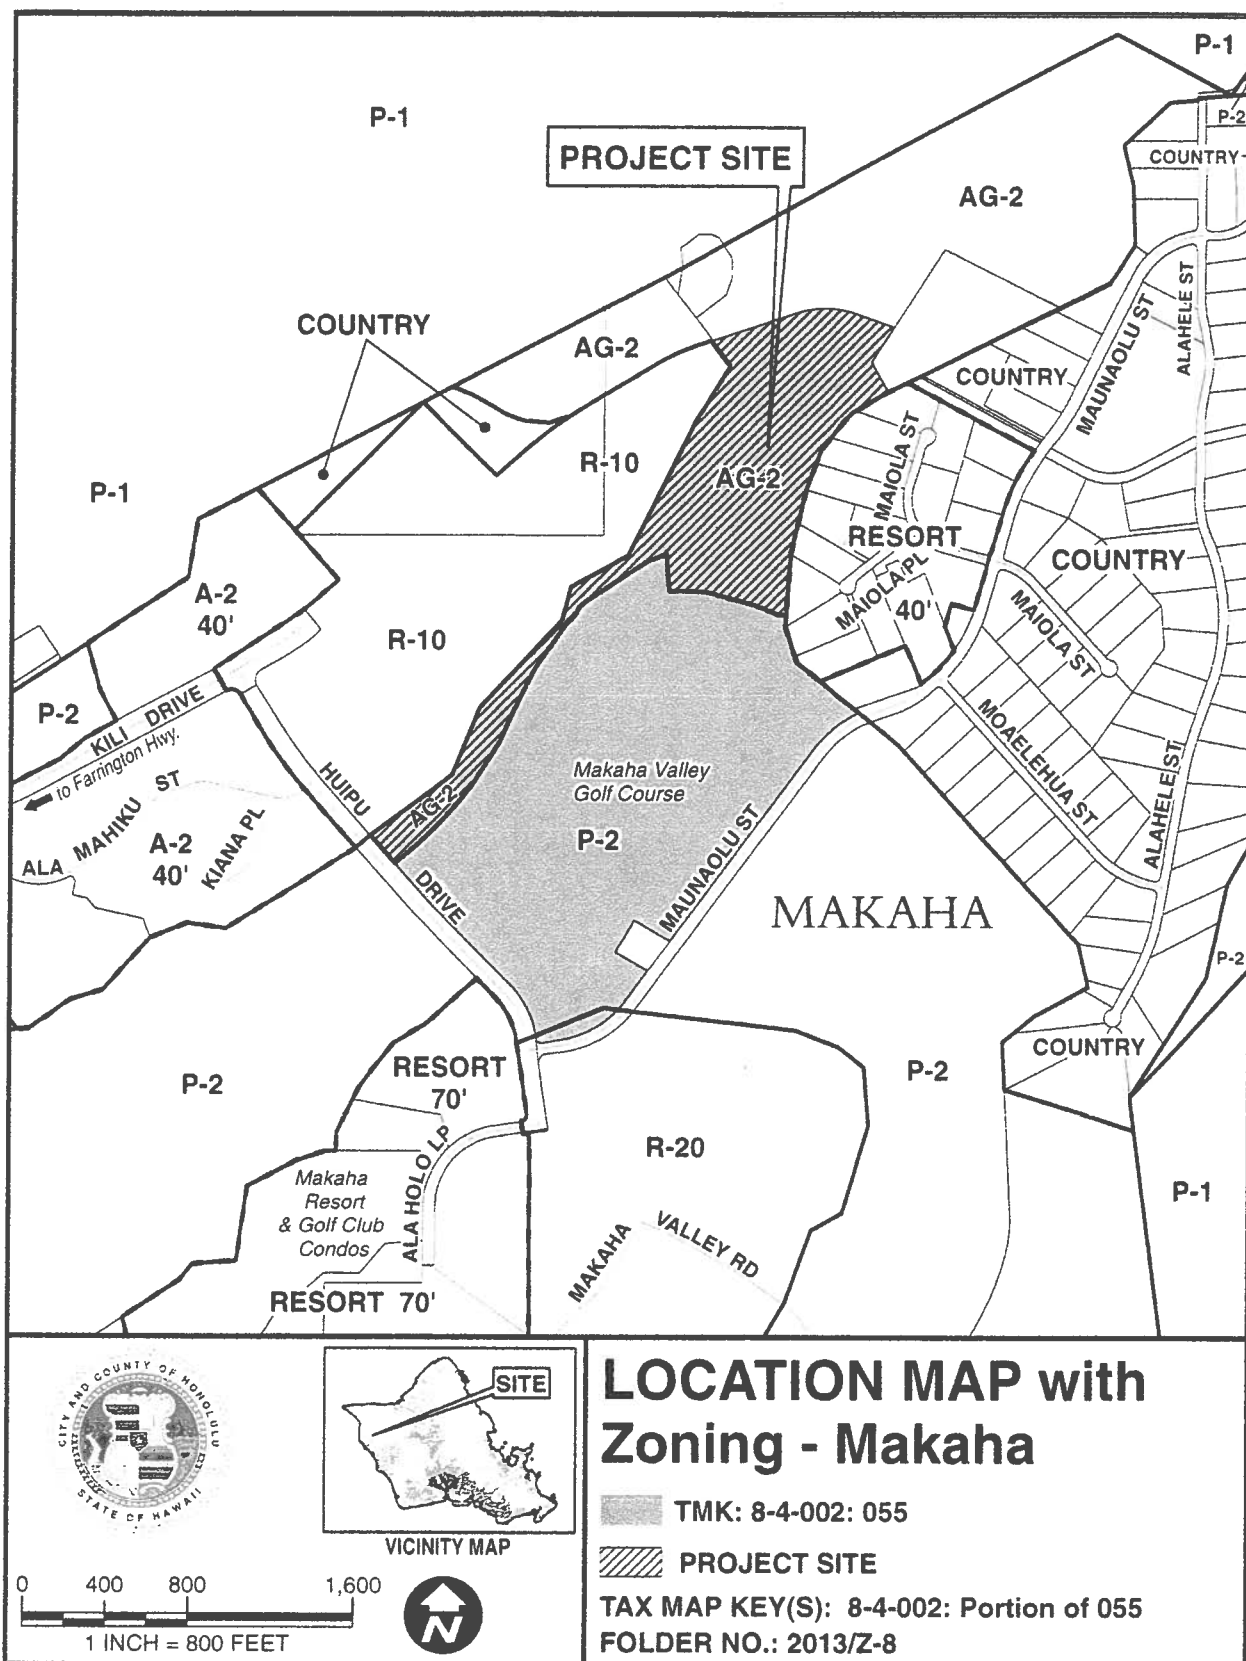 P-1
P-1
P-2
COUNTRY
PROJECT SITE
AG-2
COUNTRY
AG-2
MAUNAOLU ST
ALAHELE ST
COUNTRY
P-1
R-10
AG-2
MAIOLA ST
RESORT
COUNTRY
MAIOLA PL
40'
A-2
40'
R-10
MAIOLA ST
P-2
KILI DRIVE
to Farrington Hwy.
MOAELEHUA ST
HUIPU
DRIVE
AG-2
Makaha Valley
Golf Course
P-2
MAUNAOLU ST
ALAHELE ST
ALA MAHIKU ST
A-2
40'
KIANA PL
MAKAHA
P-2
COUNTRY
P-2
RESORT
70'
P-2
R-20
ALA HOLO LP
Makaha
Resort
& Golf Club
Condos
P-1
MAKAHA VALLEY RD
RESORT 70'
CITY AND COUNTY OF HONOLULU
STATE OF HAWAII
SITE
VICINITY MAP
LOCATION MAP with
Zoning - Makaha
TMK: 8-4-002: 055
PROJECT SITE
TAX MAP KEY(S): 8-4-002: Portion of 055
FOLDER NO.: 2013/Z-8
0 400 800 1,600
1 INCH = 800 FEET
N